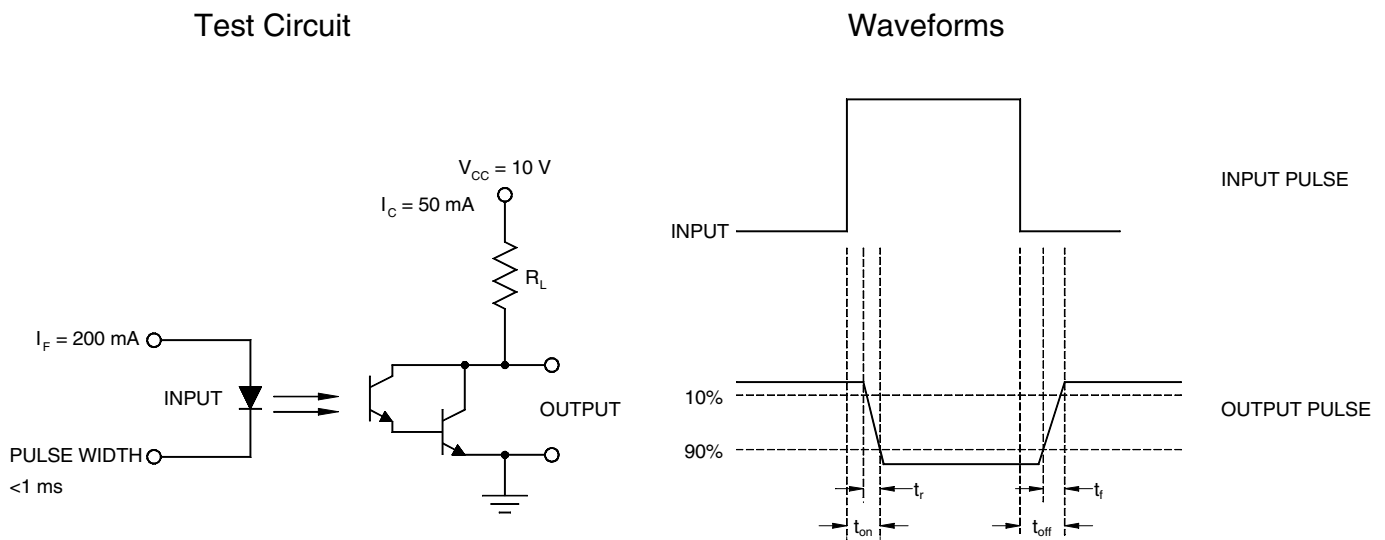 Test Circuit
Waveforms
V_CC = 10 V
I_C = 50 mA
R_L
I_F = 200 mA
INPUT
OUTPUT
PULSE WIDTH
<1 ms
INPUT PULSE
INPUT
10%
OUTPUT PULSE
90%
t_r
t_f
t_on
t_off